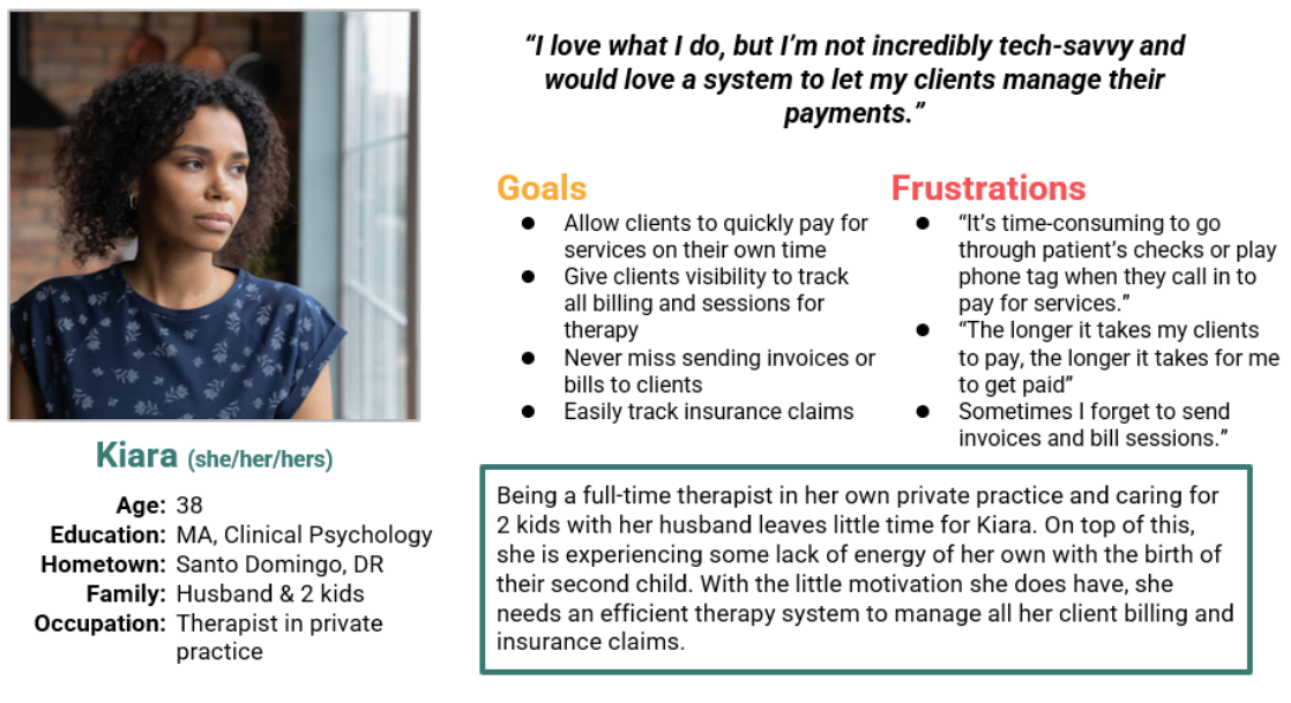 “I love what I do, but I’m not incredibly tech-savvy and
would love a system to let my clients manage their
payments.”
Goals
● Allow clients to quickly pay for
services on their own time
● Give clients visibility to track
all billing and sessions for
therapy
● Never miss sending invoices or
bills to clients
● Easily track insurance claims
Frustrations
● “It’s time-consuming to go
through patient’s checks or play
phone tag when they call in to
pay for services.”
● “The longer it takes my clients
to pay, the longer it takes for me
to get paid”
● Sometimes I forget to send
invoices and bill sessions.”
Kiara (she/her/hers)
Age: 38
Education: MA, Clinical Psychology
Hometown: Santo Domingo, DR
Family: Husband & 2 kids
Occupation: Therapist in private
practice
Being a full-time therapist in her own private practice and caring for
2 kids with her husband leaves little time for Kiara. On top of this,
she is experiencing some lack of energy of her own with the birth of
their second child. With the little motivation she does have, she
needs an efficient therapy system to manage all her client billing and
insurance claims.